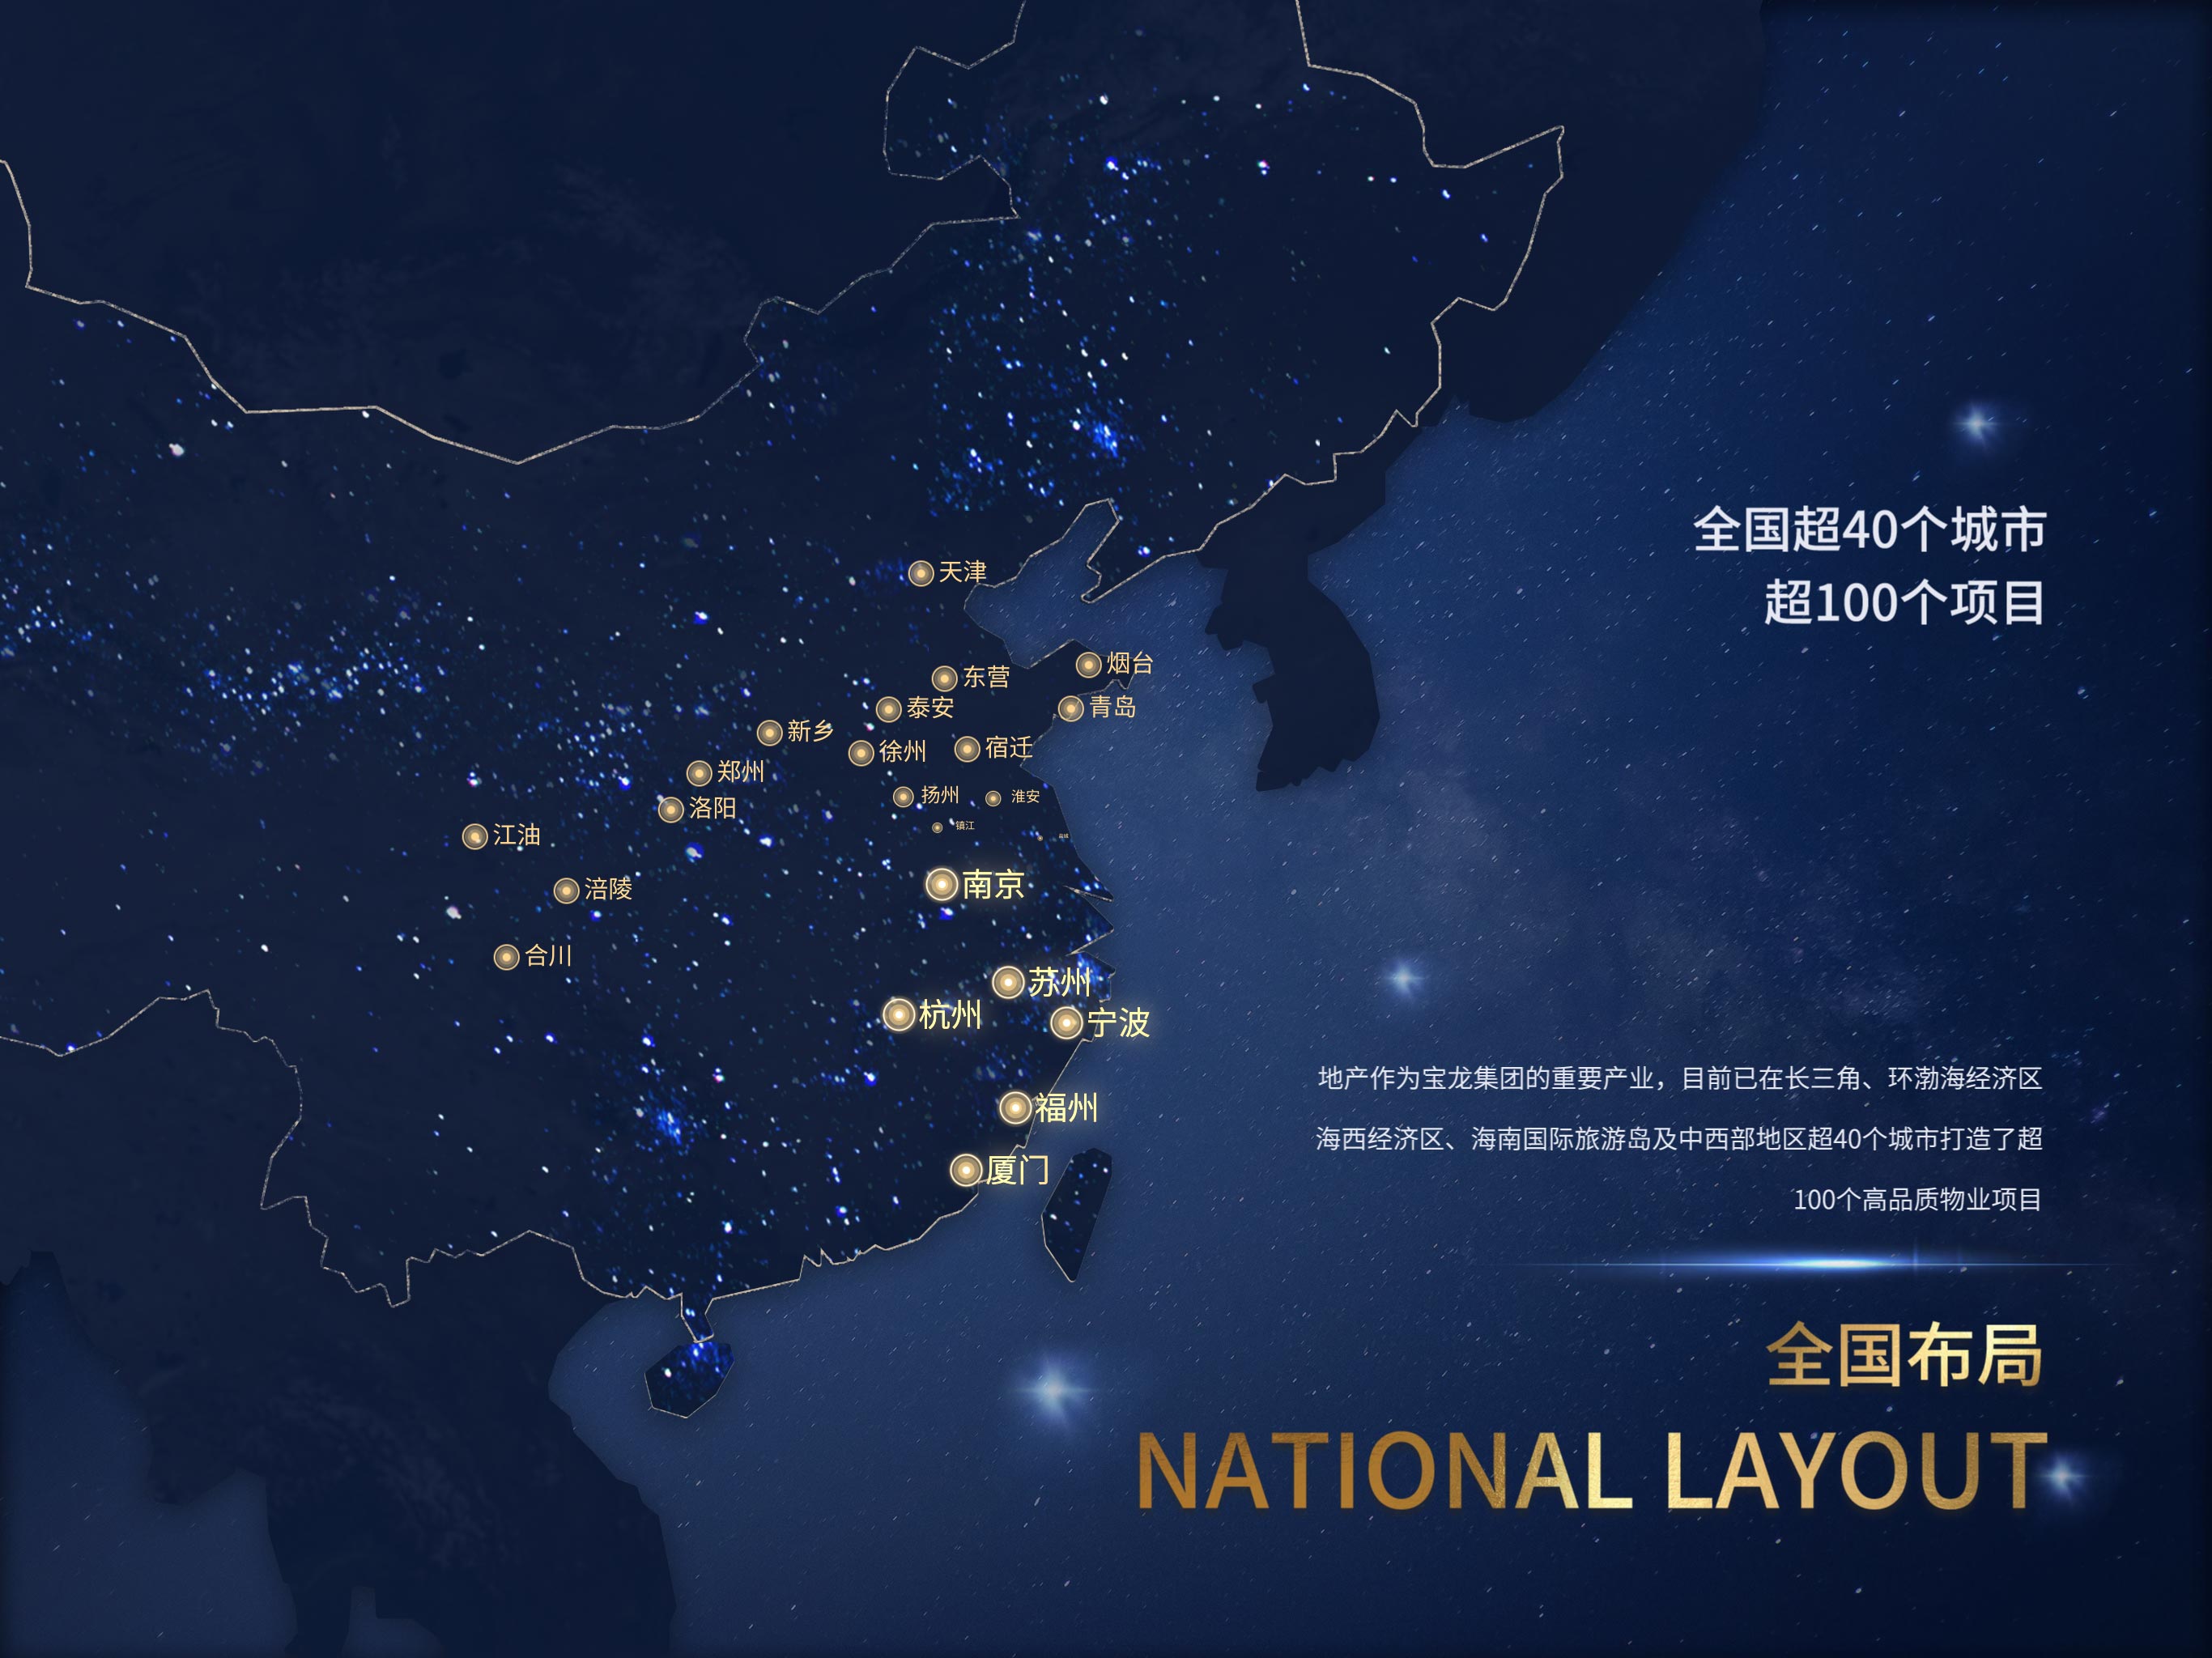 天津
烟台
东营
青岛
泰安
新乡
徐州
宿迁
郑州
扬州
淮安
洛阳
镇江
江油
南京
涪陵
合川
苏州
杭州
宁波
福州
厦门
全国超40个城市
超100个项目
地产作为宝龙集团的重要产业，目前已在长三角、环渤海经济区
海西经济区、海南国际旅游岛及中西部地区超40个城市打造了超
100个高品质物业项目
全国布局
NATIONAL LAYOUT